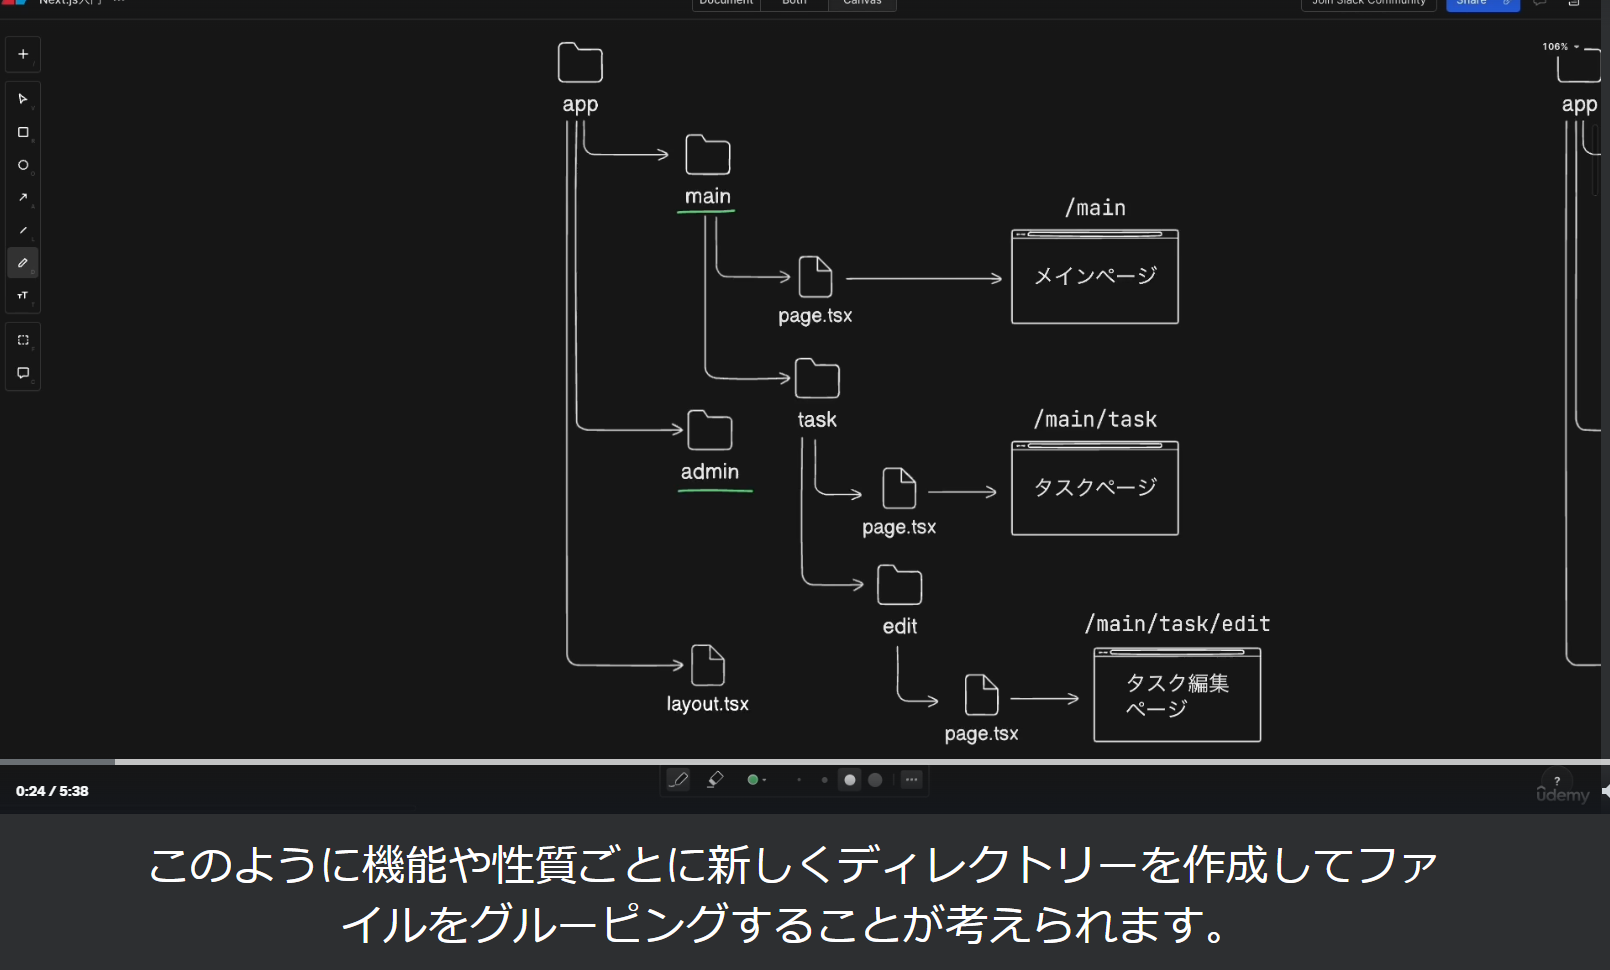 Next.js入門 ...
Document Both Canvas
Join Slack Community
Share
106%
app
app
main
/main
メインページ
page.tsx
task
/main/task
admin
タスクページ
page.tsx
edit
/main/task/edit
タスク編集
ページ
layout.tsx
page.tsx
0:24 / 5:38
?
ûdemy
このように機能や性質ごとに新しくディレクトリーを作成してファ
イルをグルーピングすることが考えられます。